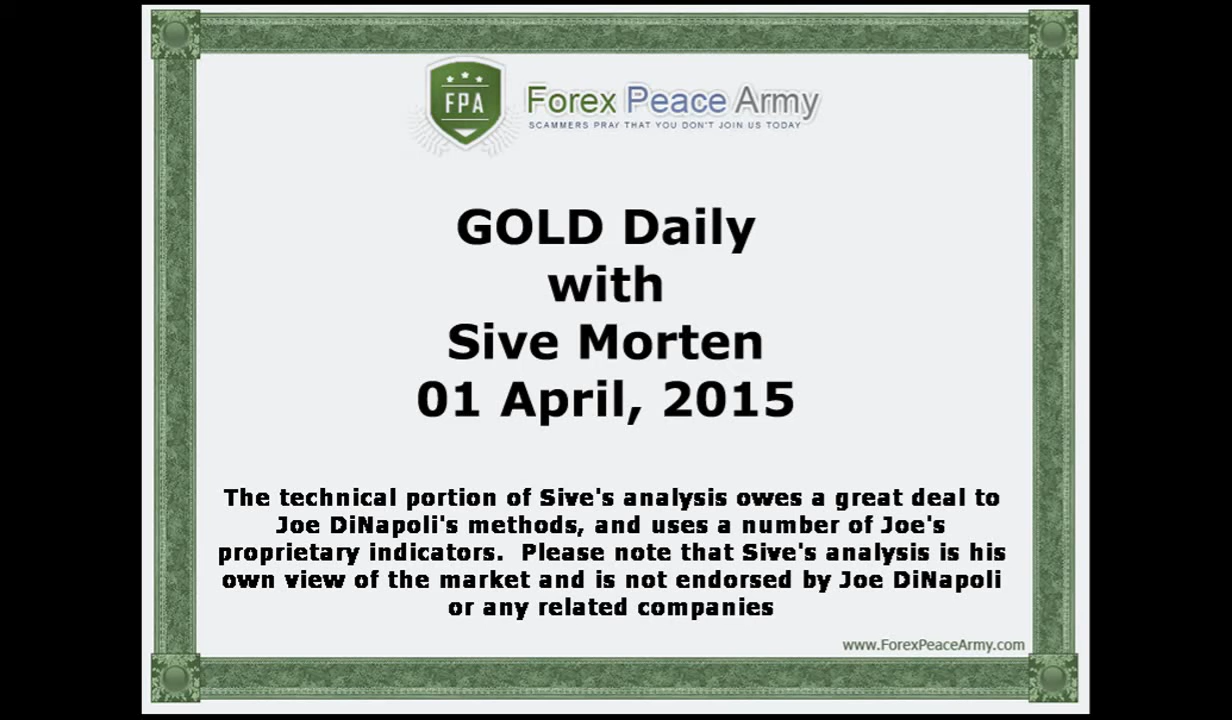 FPA
Forex Peace Army
SCAMMERS PRAY THAT YOU DON'T JOIN US TODAY
GOLD Daily
with
Sive Morten
01 April, 2015
The technical portion of Sive's analysis owes a great deal to
Joe DiNapoli's methods, and uses a number of Joe's
proprietary indicators.  Please note that Sive's analysis is his
own view of the market and is not endorsed by Joe DiNapoli
or any related companies
www.ForexPeaceArmy.com